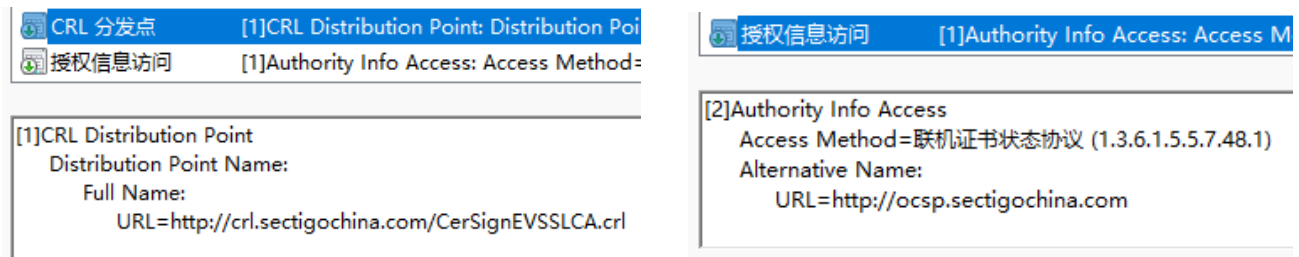 CRL 分发点 [1]CRL Distribution Point: Distribution Poi
授权信息访问 [1]Authority Info Access: Access Method=
[1]CRL Distribution Point
Distribution Point Name:
Full Name:
URL=http://crl.sectigochina.com/CerSignEVSSLCA.crl
授权信息访问 [1]Authority Info Access: Access M
[2]Authority Info Access
Access Method=联机证书状态协议 (1.3.6.1.5.5.7.48.1)
Alternative Name:
URL=http://ocsp.sectigochina.com